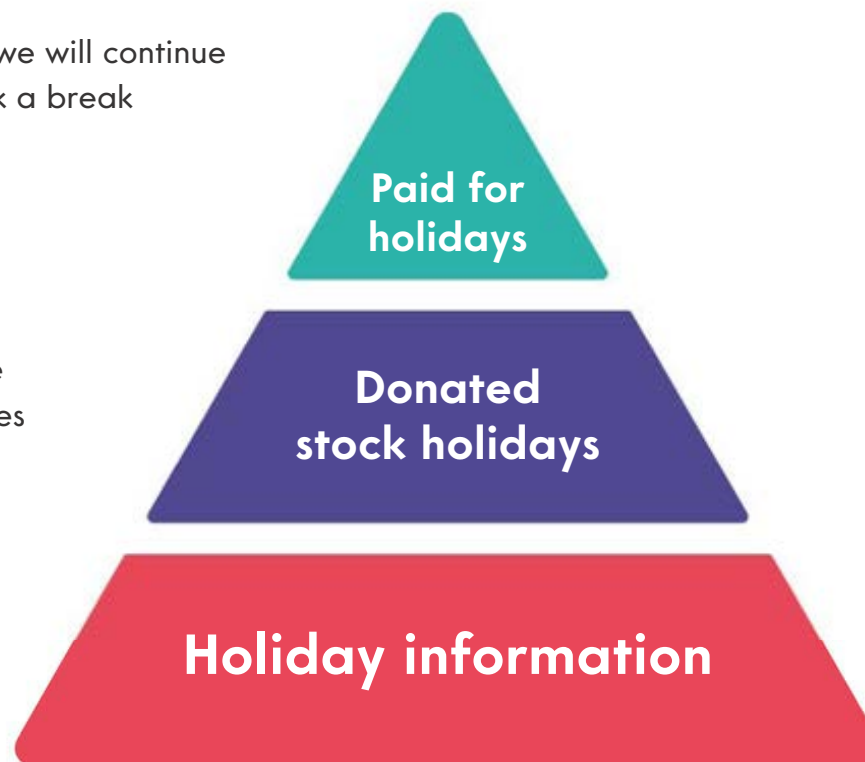 we will continue
a break
Paid for
holidays
Donated
stock holidays
Holiday information